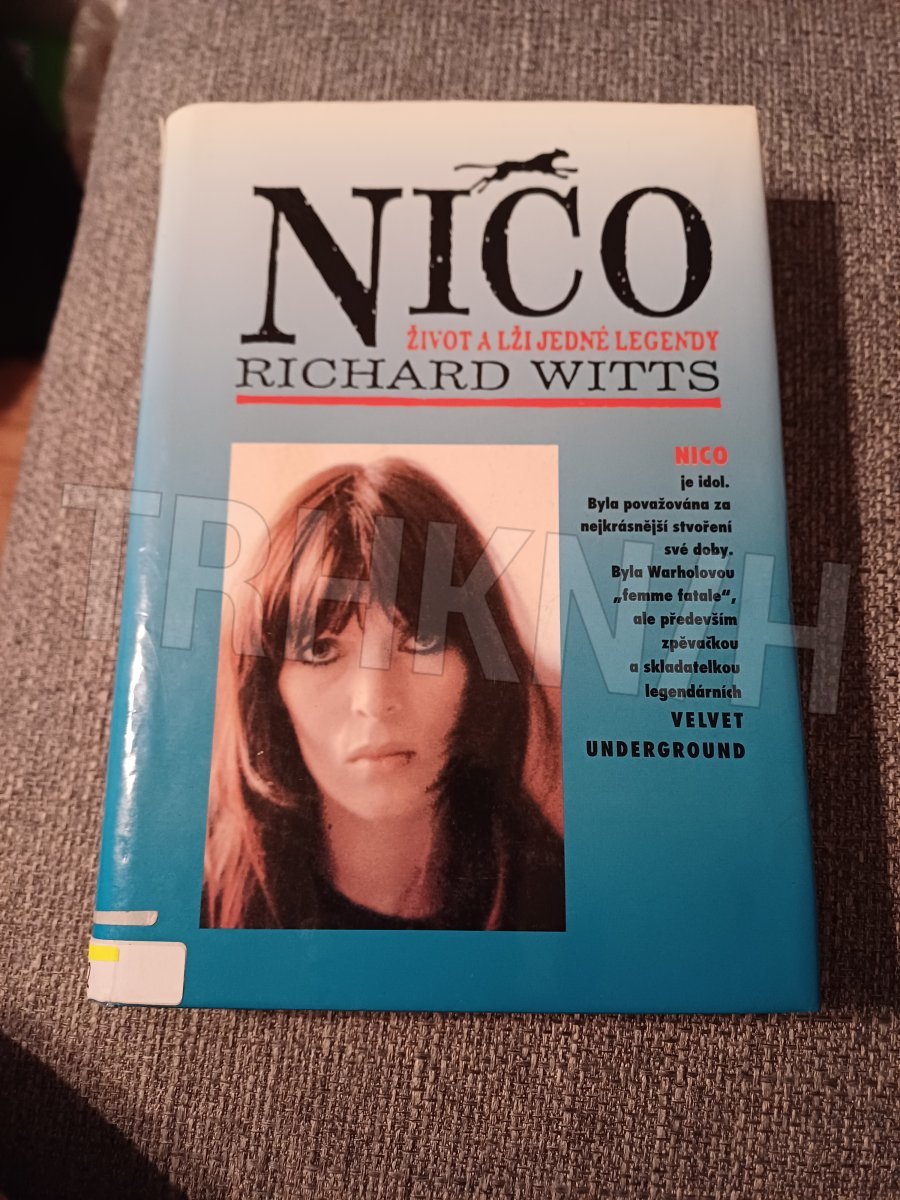 NICO
ŽIVOT A LŽI JEDNÉ LEGENDY
RICHARD WITTS
NICO
je idol.
Byla považována za
nejkrásnější stvoření
své doby.
Byla Warholovou
„femme fatale“,
ale především
zpěvačkou
a skladatelkou
legendárních
VELVET
UNDERGROUND
TRHKNIH